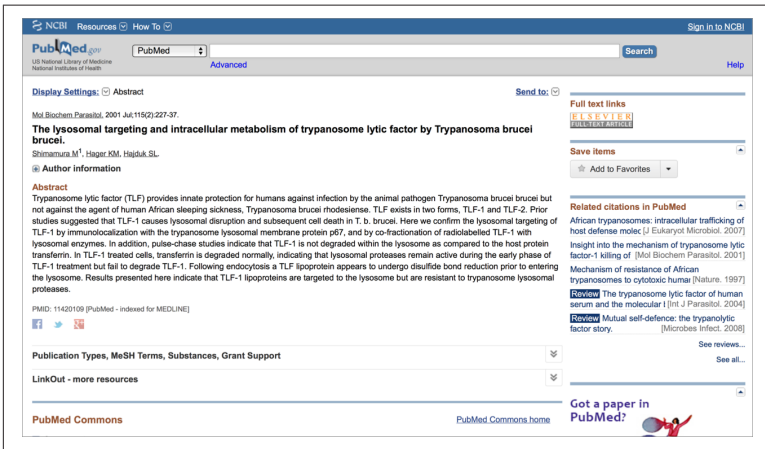 NCBI Resources How To Sign in to NCBI
PubMed.gov
US National Library of Medicine
National Institutes of Health
PubMed
Search
Advanced
Help
Display Settings: Abstract
Send to:
Mol Biochem Parasitol. 2001 Jul;115(2):227-37.
The lysosomal targeting and intracellular metabolism of trypanosome lytic factor by Trypanosoma brucei
brucei.
Shimamura M1, Hager KM, Hajduk SL.
Author information
Abstract
Trypanosome lytic factor (TLF) provides innate protection for humans against infection by the animal pathogen Trypanosoma brucei brucei but
not against the agent of human African sleeping sickness, Trypanosoma brucei rhodesiense. TLF exists in two forms, TLF-1 and TLF-2. Prior
studies suggested that TLF-1 causes lysosomal disruption and subsequent cell death in T. b. brucei. Here we confirm the lysosomal targeting of
TLF-1 by immunolocalization with the trypanosome lysosomal membrane protein p67, and by co-fractionation of radiolabelled TLF-1 with
lysosomal enzymes. In addition, pulse-chase studies indicate that TLF-1 is not degraded within the lysosome as compared to the host protein
transferrin. In TLF-1 treated cells, transferrin is degraded normally, indicating that lysosomal proteases remain active during the early phase of
TLF-1 treatment but fail to degrade TLF-1. Following endocytosis a TLF lipoprotein appears to undergo disulfide bond reduction prior to entering
the lysosome. Results presented here indicate that TLF-1 lipoproteins are targeted to the lysosome but are resistant to trypanosome lysosomal
proteases.
PMID: 11420109 [PubMed - indexed for MEDLINE]
Publication Types, MeSH Terms, Substances, Grant Support
LinkOut - more resources
PubMed Commons
PubMed Commons home
Full text links
ELSEVIER
FULL-TEXT ARTICLE
Save items
Add to Favorites
Related citations in PubMed
African trypanosomes: intracellular trafficking of
host defense molec [J Eukaryot Microbiol. 2007]
Insight into the mechanism of trypanosome lytic
factor-1 killing of [Mol Biochem Parasitol. 2001]
Mechanism of resistance of African
trypanosomes to cytotoxic human [Nature. 1997]
Review The trypanosome lytic factor of human
serum and the molecular l [Int J Parasitol. 2004]
Review Mutual self-defence: the trypanolytic
factor story. [Microbes Infect. 2008]
See reviews...
See all...
Got a paper in
PubMed?